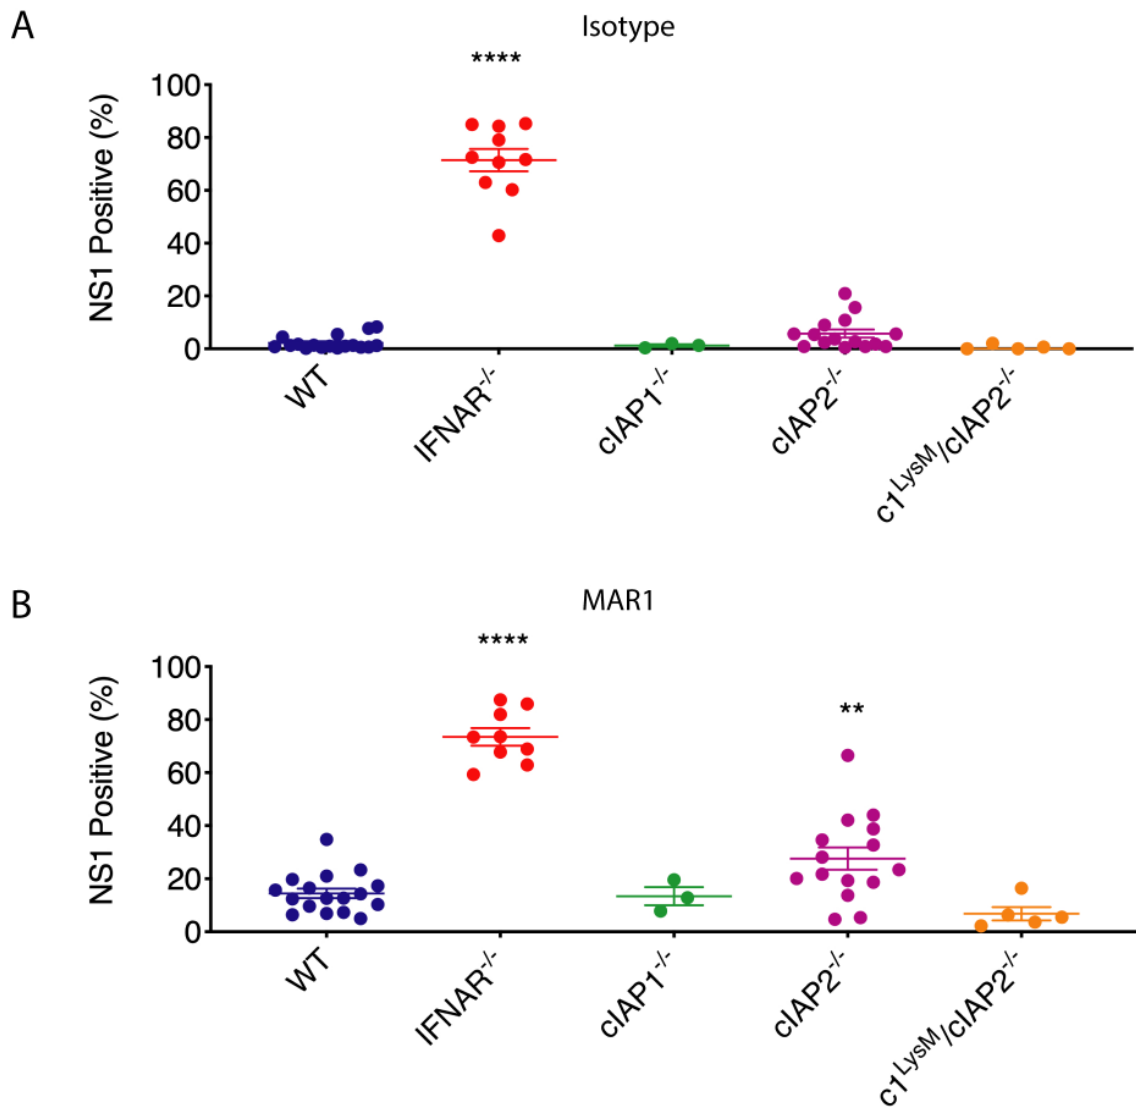 A
Isotype
****
NS1 Positive (%)
100
80
60
40
20
0
WT
IFNAR-/-
cIAP1-/-
cIAP2-/-
c1LysM/cIAP2-/-
B
MAR1
****
**
NS1 Positive (%)
100
80
60
40
20
0
WT
IFNAR-/-
cIAP1-/-
cIAP2-/-
c1LysM/cIAP2-/-